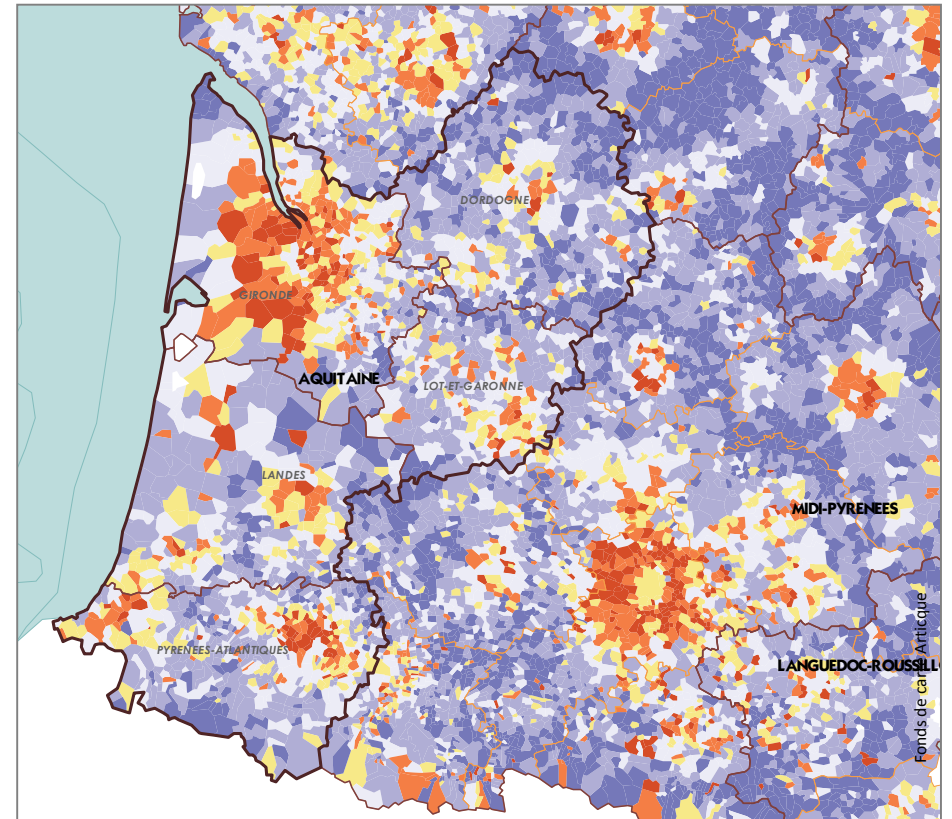 DORDOGNE
GIRONDE
AQUITAINE
LOT-ET-GARONNE
LANDES
MIDI-PYRENEES
PYRENEES-ATLANTIQUES
LANGUEDOC-ROUSSILL
Fonds de carte Articque